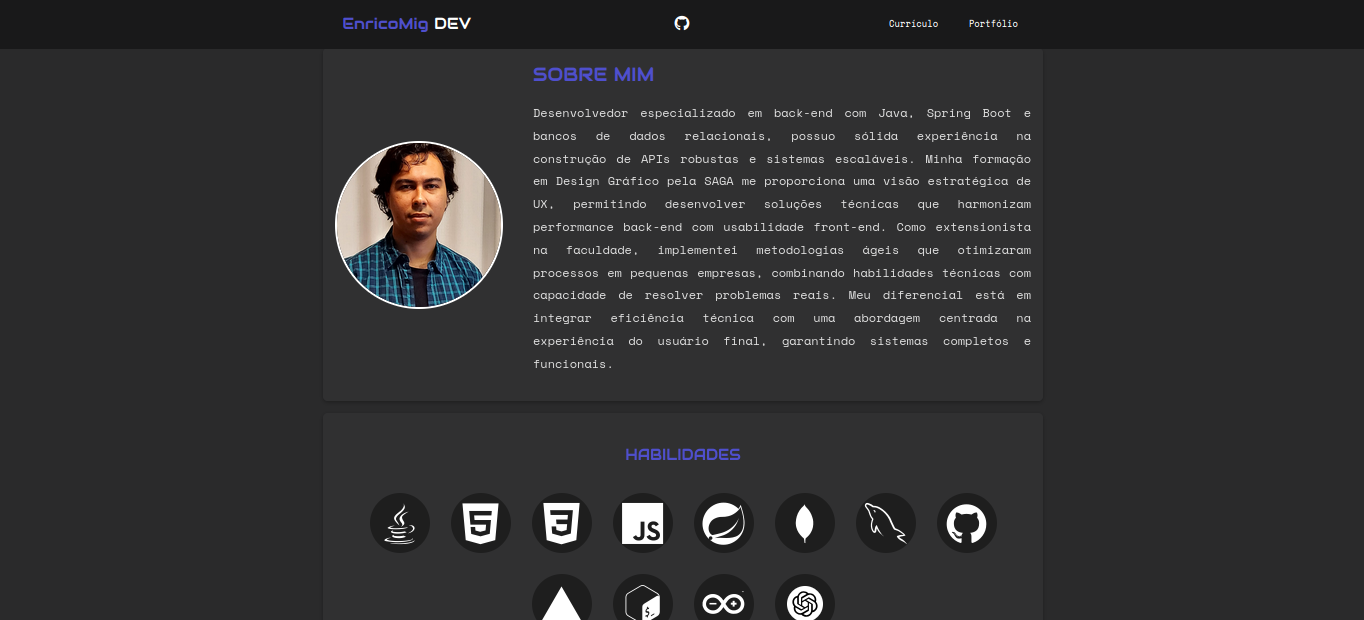 EnricoMig DEV
Currículo
Portfólio
SOBRE MIM
Desenvolvedor especializado em back-end com Java, Spring Boot e
bancos de dados relacionais, possuo sólida experiência na
construção de APIs robustas e sistemas escaláveis. Minha formação
em Design Gráfico pela SAGA me proporciona uma visão estratégica de
UX, permitindo desenvolver soluções técnicas que harmonizam
performance back-end com usabilidade front-end. Como extensionista
na faculdade, implementei metodologias ágeis que otimizaram
processos em pequenas empresas, combinando habilidades técnicas com
capacidade de resolver problemas reais. Meu diferencial está em
integrar eficiência técnica com uma abordagem centrada na
experiência do usuário final, garantindo sistemas completos e
funcionais.
HABILIDADES
5
3
JS
$_